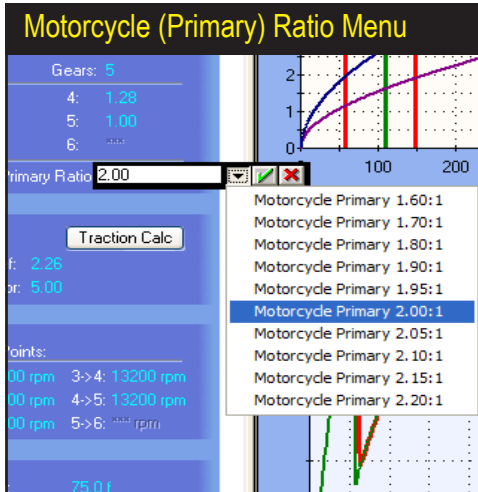 Motorcycle (Primary) Ratio Menu
Gears: 5
4: 1.28
5: 1.00
6: ***
Primary Ratio 2.00
2
1
0
100 200
Motorcycle Primary 1.60:1
Motorcycle Primary 1.70:1
Motorcycle Primary 1.80:1
Motorcycle Primary 1.90:1
Motorcycle Primary 1.95:1
Motorcycle Primary 2.00:1
Motorcycle Primary 2.05:1
Motorcycle Primary 2.10:1
Motorcycle Primary 2.15:1
Motorcycle Primary 2.20:1
Traction Calc
f: 2.26
or: 5.00
Points:
00 rpm 3->4: 13200 rpm
00 rpm 4->5: 13200 rpm
00 rpm 5->6: *** rpm
75.0 f